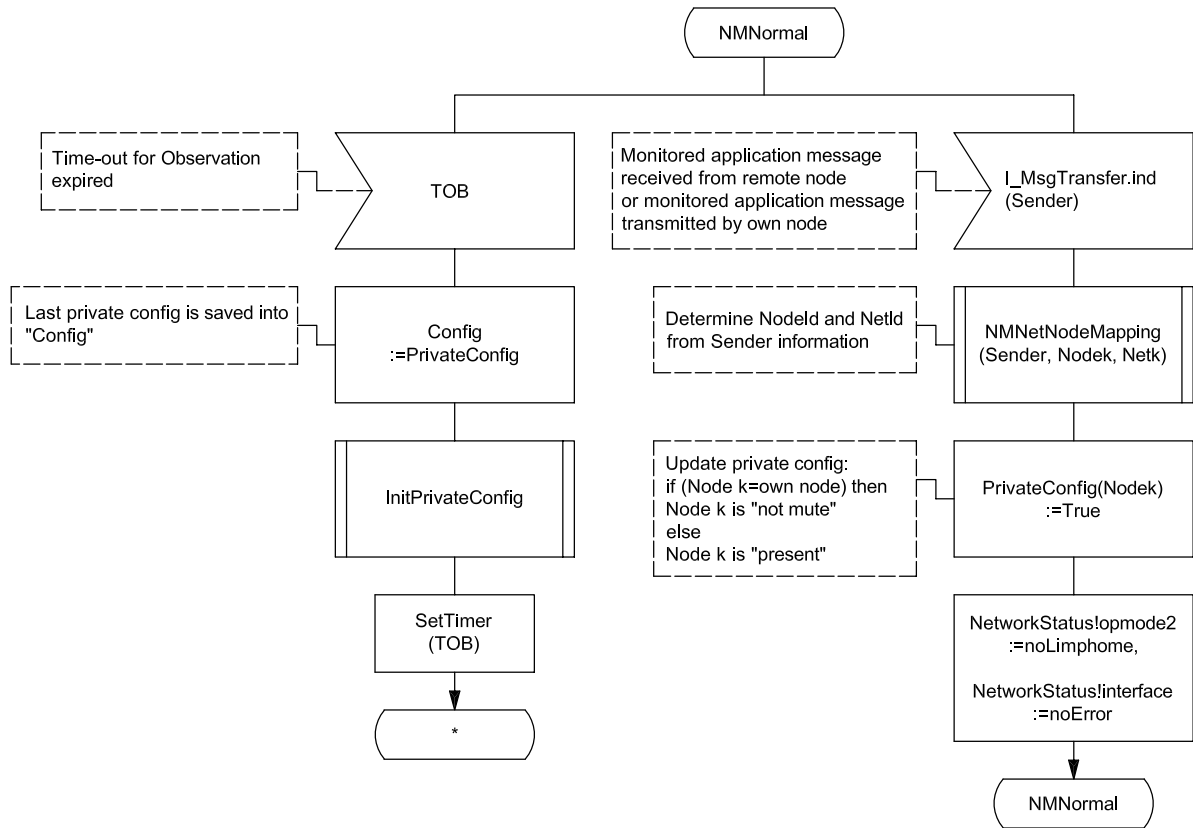 NMNormal
Time-out for Observation
expired
TOB
Monitored application message
received from remote node
or monitored application message
transmitted by own node
I_MsgTransfer.ind
(Sender)
Last private config is saved into
"Config"
Config
:=PrivateConfig
Determine NodeId and NetId
from Sender information
NMNetNodeMapping
(Sender, Nodek, Netk)
InitPrivateConfig
Update private config:
if (Node k=own node) then
Node k is "not mute"
else
Node k is "present"
PrivateConfig(Nodek)
:=True
SetTimer
(TOB)
NetworkStatus!opmode2
:=noLimphome,
NetworkStatus!interface
:=noError
*
NMNormal